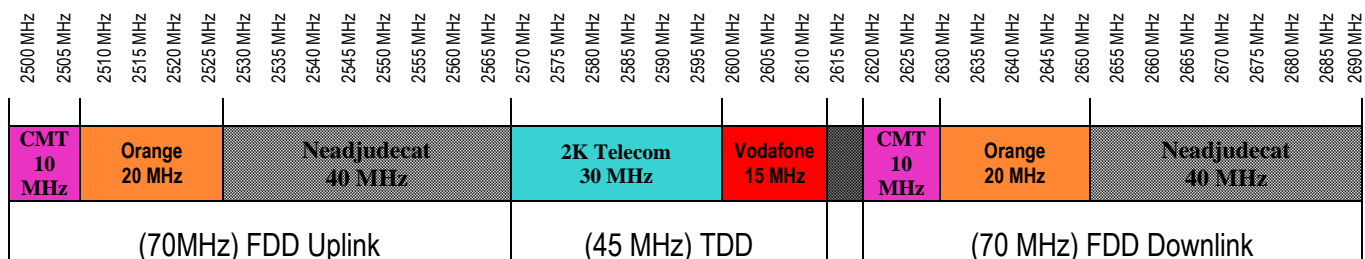 2500 MHz
2505 MHz
2510 MHz
2515 MHz
2520 MHz
2525 MHz
2530 MHz
2535 MHz
2540 MHz
2545 MHz
2550 MHz
2555 MHz
2560 MHz
2565 MHz
2570 MHz
2575 MHz
2580 MHz
2585 MHz
2590 MHz
2595 MHz
2600 MHz
2605 MHz
2610 MHz
2615 MHz
2620 MHz
2625 MHz
2630 MHz
2635 MHz
2640 MHz
2645 MHz
2650 MHz
2655 MHz
2660 MHz
2665 MHz
2670 MHz
2675 MHz
2680 MHz
2685 MHz
2690 MHz
CMT
10
MHz
Orange
20 MHz
Neadjudecat
40 MHz
2K Telecom
30 MHz
Vodafone
15 MHz
CMT
10
MHz
Orange
20 MHz
Neadjudecat
40 MHz
(70MHz) FDD Uplink
(45 MHz) TDD
(70 MHz) FDD Downlink